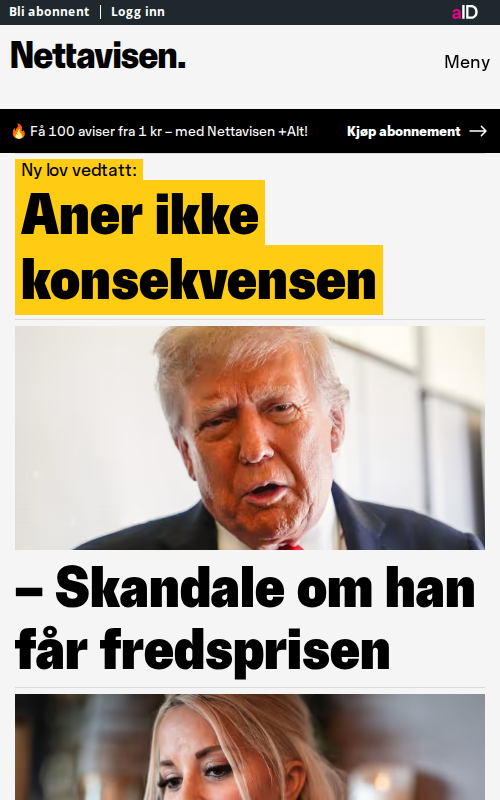 Bli abonnent | Logg inn
aID
Nettavisen.
Meny
🔥 Få 100 aviser fra 1 kr – med Nettavisen +Alt!
Kjøp abonnement →
Ny lov vedtatt:
Aner ikke
konsekvensen
– Skandale om han
får fredsprisen